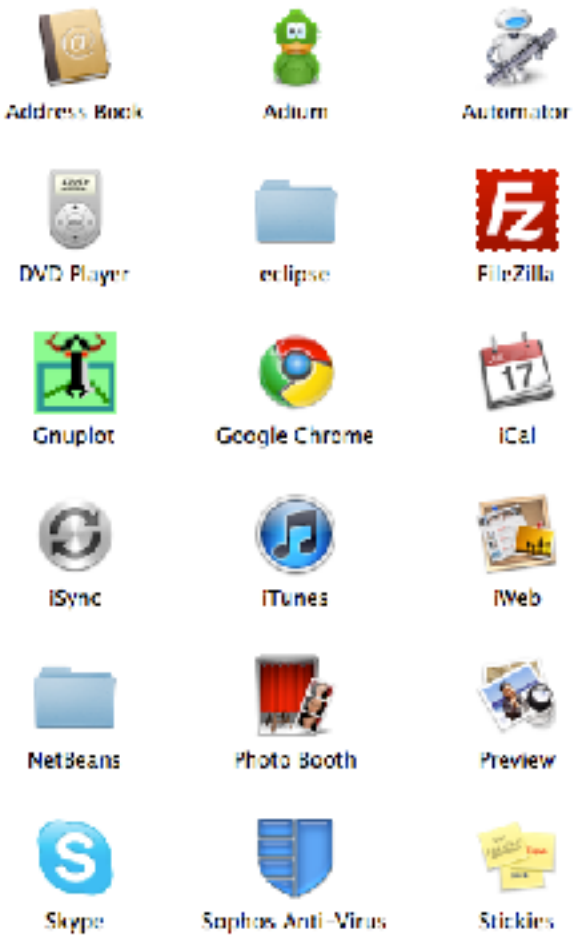 Address Book
Adium
Automator
DVD Player
eclipse
FileZilla
Gnuplot
Google Chrome
17
iCal
iSync
iTunes
iWeb
NetBeans
Photo Booth
Preview
Skype
Sophos Anti-Virus
Stickies